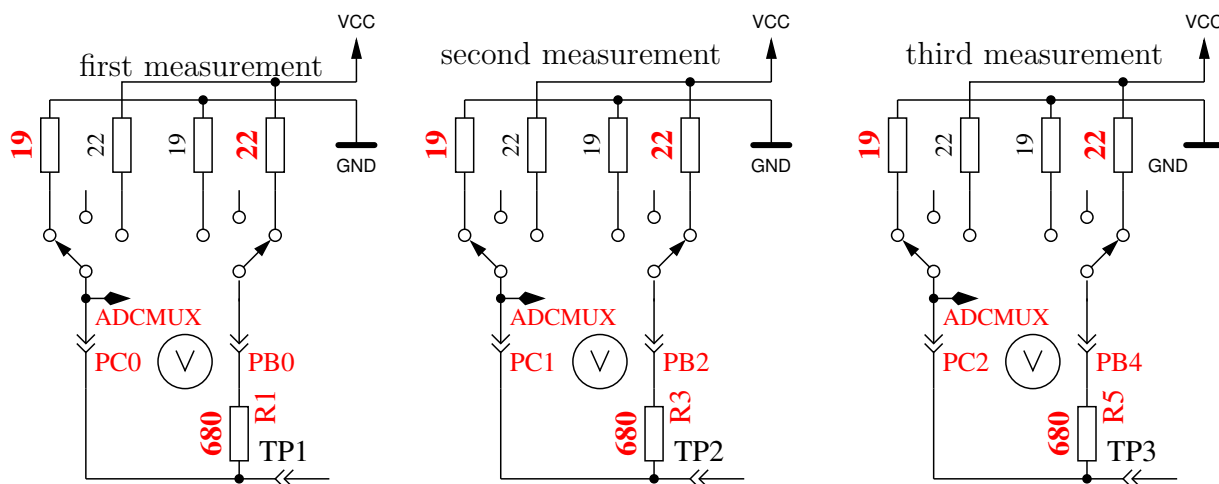 VCC
first measurement
19
22
19
22
GND
ADCMUX
PC0
V
PB0
680
R1
TP1
VCC
second measurement
19
22
19
22
GND
ADCMUX
PC1
V
PB2
680
R3
TP2
VCC
third measurement
19
22
19
22
GND
ADCMUX
PC2
V
PB4
680
R5
TP3